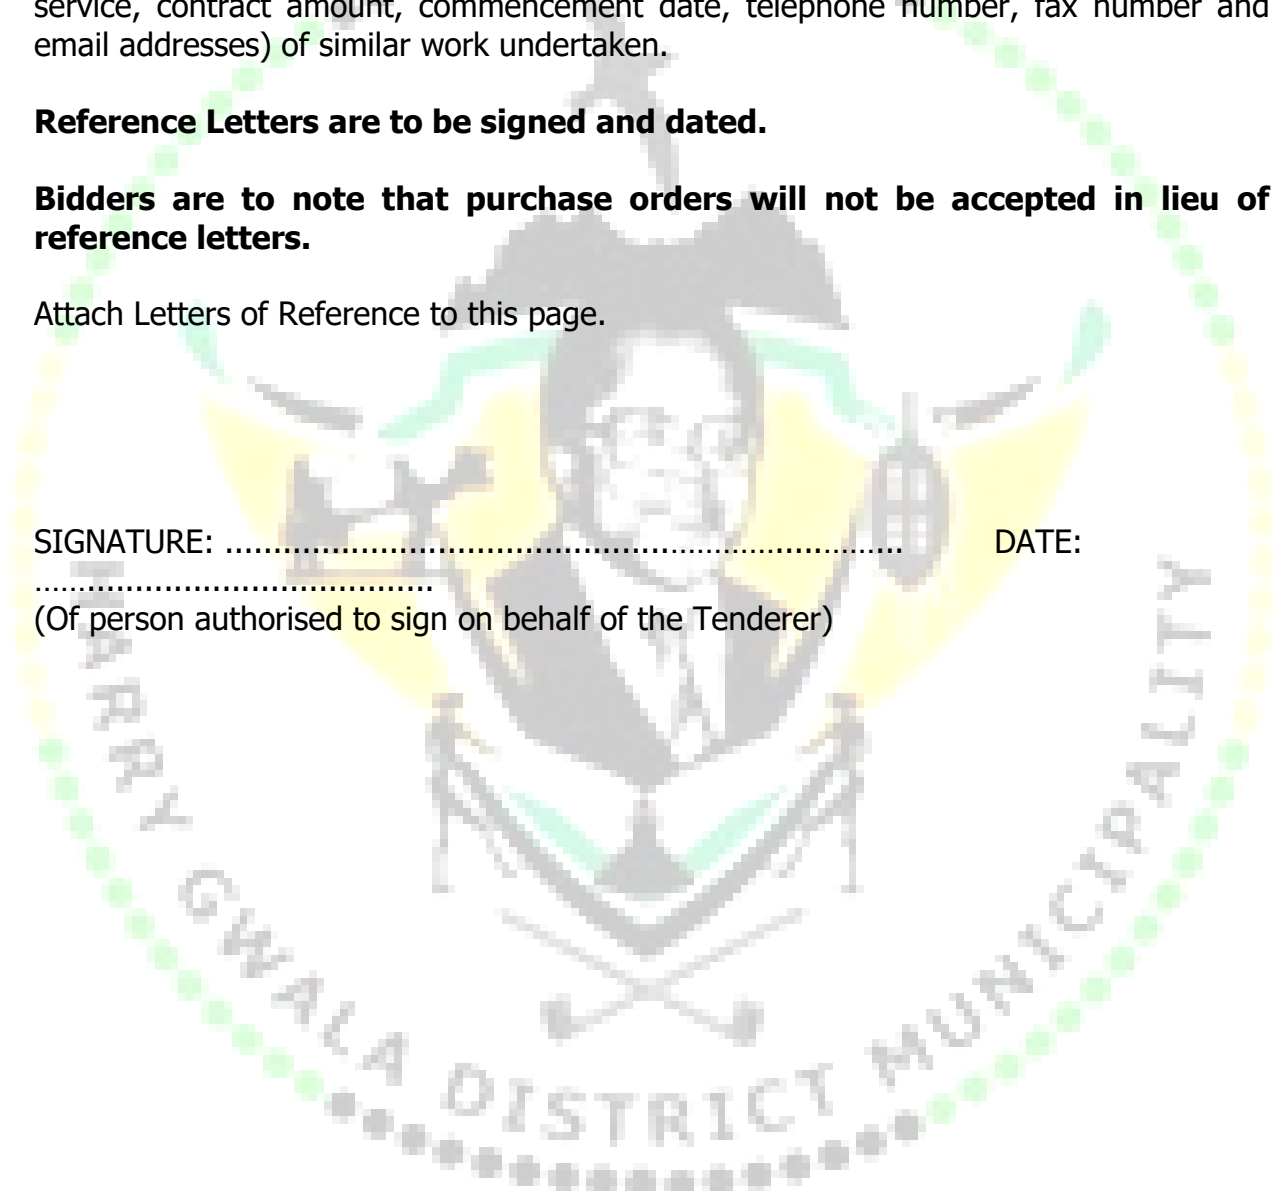 service, contract amount, commencement date, telephone number, fax number and
email addresses) of similar work undertaken.
Reference Letters are to be signed and dated.
Bidders are to note that purchase orders will not be accepted in lieu of
reference letters.
Attach Letters of Reference to this page.
SIGNATURE: ........................................................................ DATE:
..........................................
(Of person authorised to sign on behalf of the Tenderer)
HARRY GWALA DISTRICT MUNICIPALITY